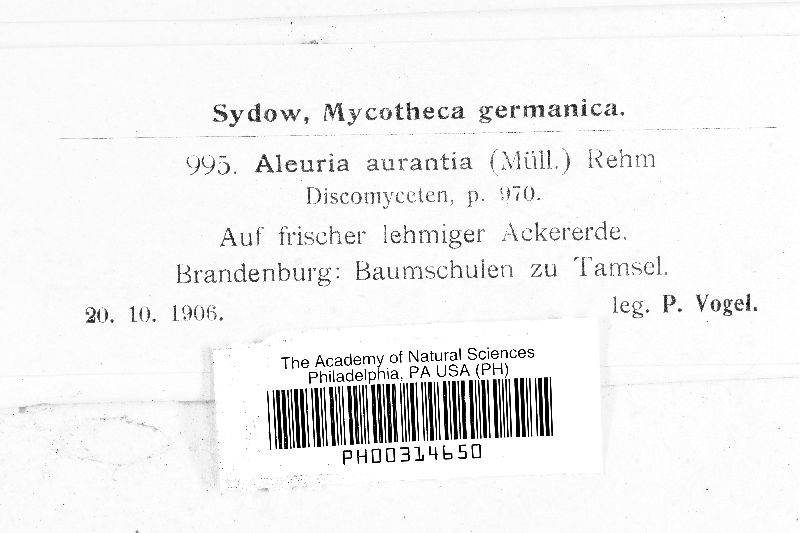 Sydow, Mycotheca germanica.
995. Aleuria aurantia (Müll.) Rehm
Discomyceten, p. 970.
Auf frischer lehmiger Ackererde.
Brandenburg: Baumschulen zu Tamsel.
20. 10. 1906. leg. P. Vogel.
The Academy of Natural Sciences
Philadelphia, PA USA (PH)
PH00314650